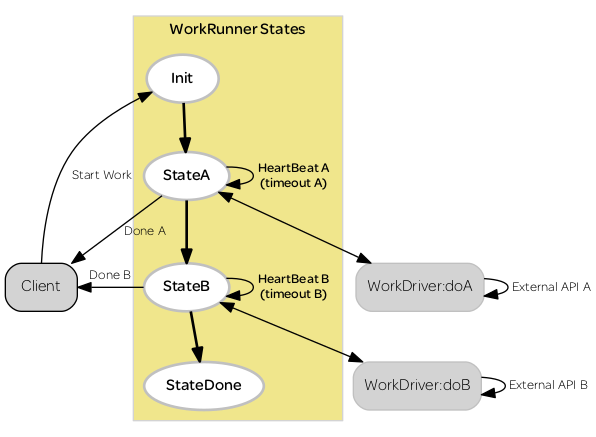 WorkRunner States
Init
Start Work
StateA
HeartBeat A
(timeout A)
Done A
Client
Done B
StateB
HeartBeat B
(timeout B)
WorkDriver:doA
External API A
StateDone
WorkDriver:doB
External API B